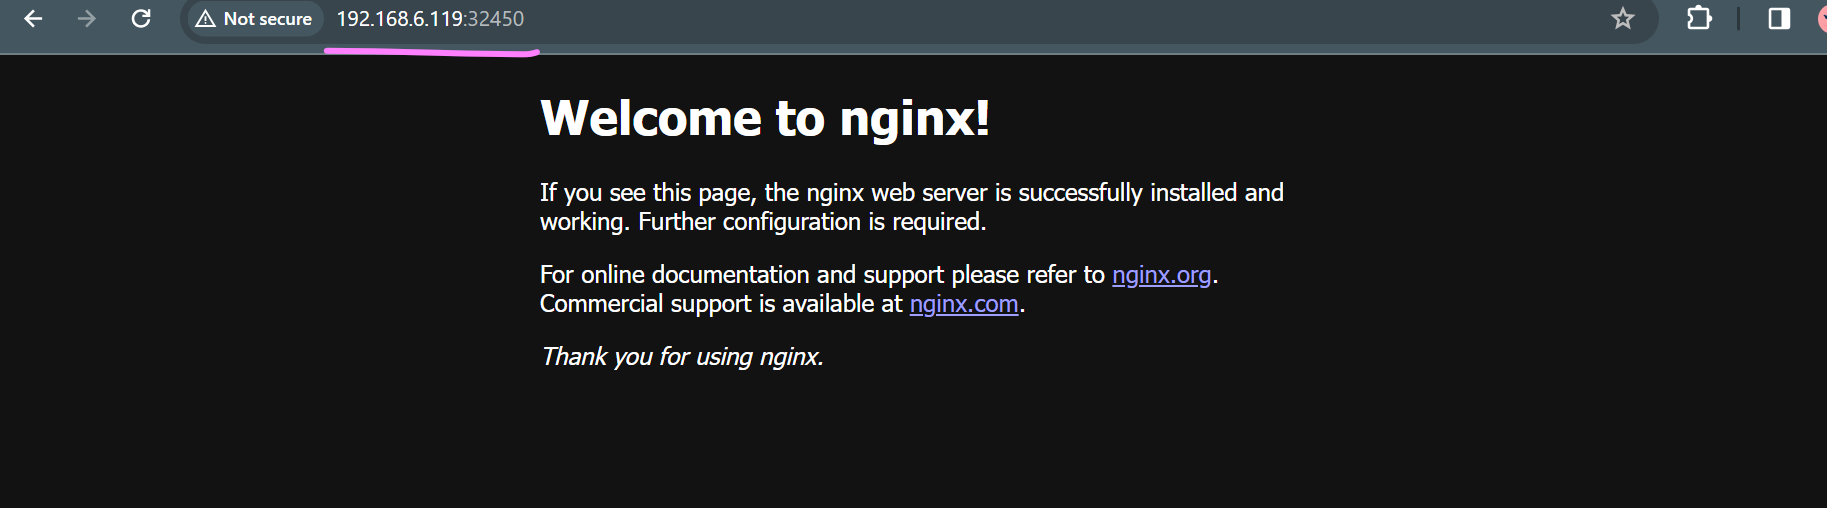 Not secure 192.168.6.119:32450
Welcome to nginx!
If you see this page, the nginx web server is successfully installed and
working. Further configuration is required.
For online documentation and support please refer to nginx.org.
Commercial support is available at nginx.com.
Thank you for using nginx.